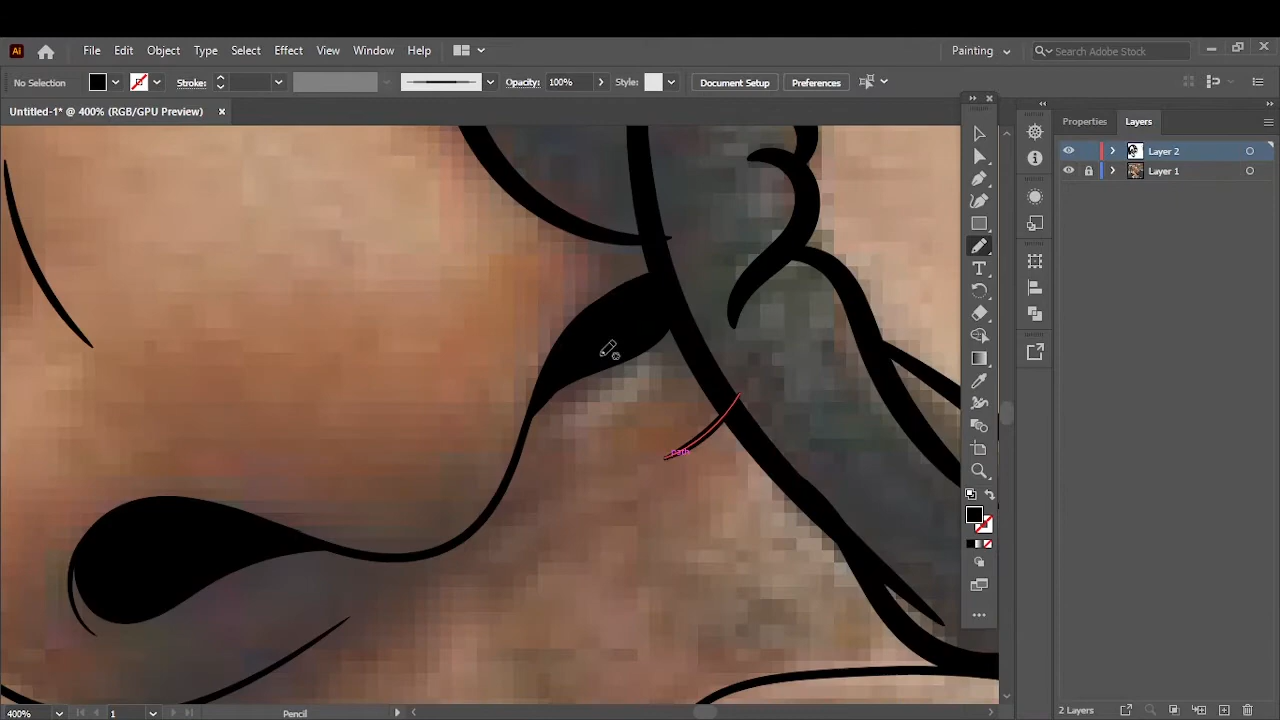 Ai File Edit Object Type Select Effect View Window Help Painting Search Adobe Stock
No Selection Stroke: Opacity: 100% Style: Document Setup Preferences
Untitled-1* @ 400% (RGB/GPU Preview)
Properties Layers
Layer 2
Layer 1
path
400% 1 Pencil 2 Layers